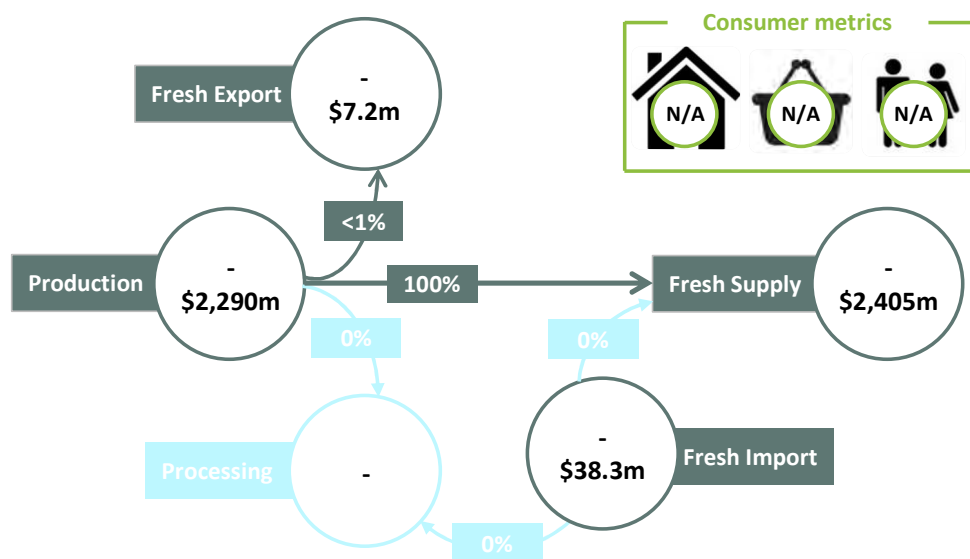 Consumer metrics
N/A
N/A
N/A
Fresh Export
-
$7.2m
<1%
Production
-
$2,290m
100%
Fresh Supply
-
$2,405m
0%
0%
Processing
-
-
$38.3m
Fresh Import
0%